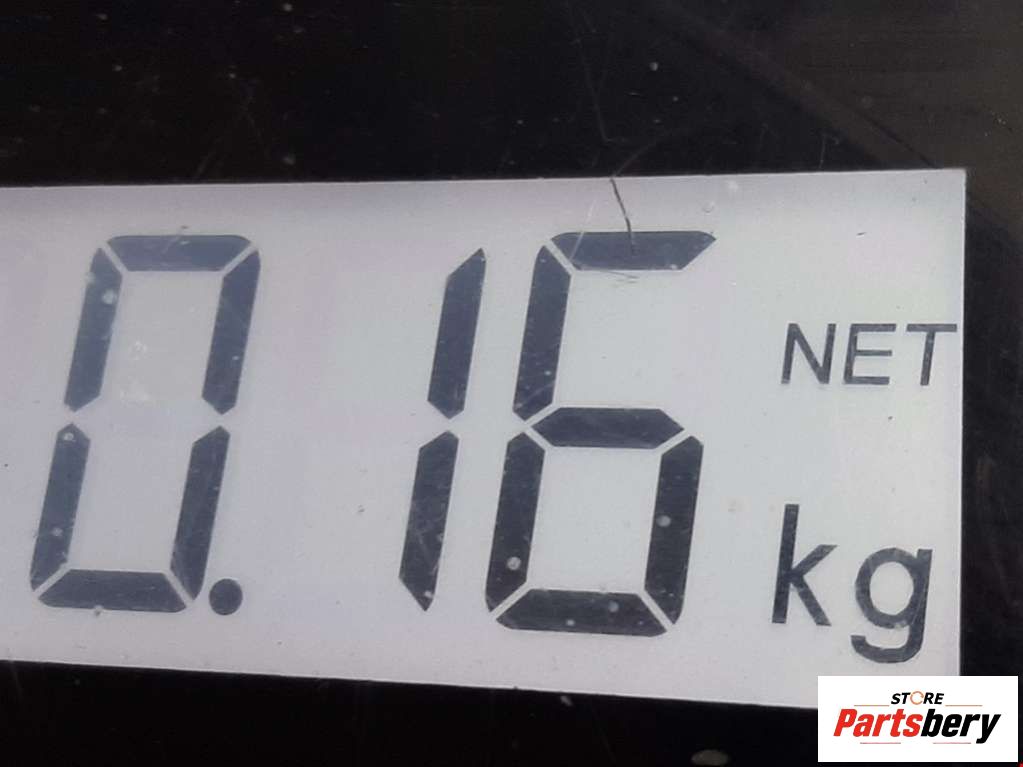 0.16 NET
kg
STORE
Partsbery